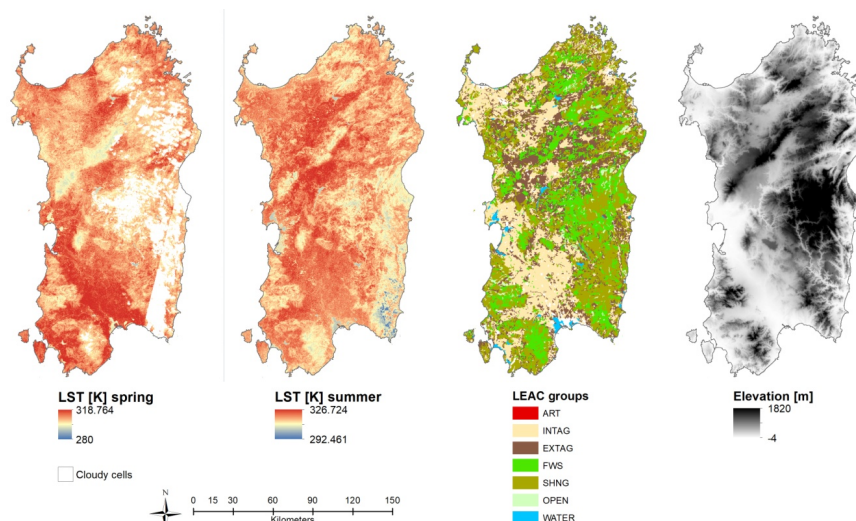 LST [K] spring
318.764
280
Cloudy cells
LST [K] summer
326.724
292.461
LEAC groups
ART
INTAG
EXTAG
FWS
SHNG
OPEN
WATER
Elevation [m]
1820
-4
N
0 15 30 60 90 120 150
Kilometers